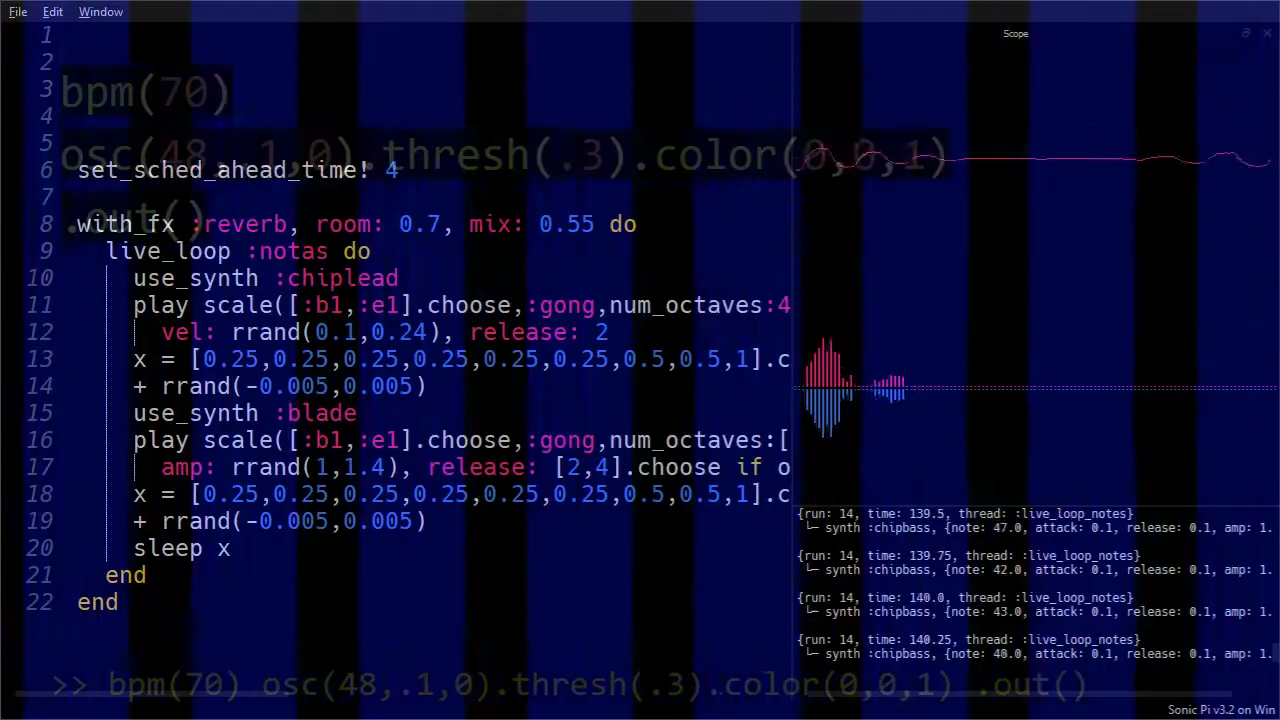 File Edit Window
Scope
1
2
3
4
5
6 set_sched_ahead_time! 4
7
8 with_fx :reverb, room: 0.7, mix: 0.55 do
9 live_loop :notas do
10 use_synth :chiplead
11 play scale([:b1,:e1].choose,:gong,num_octaves:4
12 vel: rrand(0.1,0.24), release: 2
13 x = [0.25,0.25,0.25,0.25,0.25,0.25,0.5,0.5,1].c
14 + rrand(-0.005,0.005)
15 use_synth :blade
16 play scale([:b1,:e1].choose,:gong,num_octaves:[
17 amp: rrand(1,1.4), release: [2,4].choose if o
18 x = [0.25,0.25,0.25,0.25,0.25,0.25,0.5,0.5,1].c
19 + rrand(-0.005,0.005)
20 sleep x
21 end
22 end
bpm(70)
osc(48,.1,0).thresh(.3).color(0,0,1)
.out()
{run: 14, time: 139.5, thread: :live_loop_notes}
└─ synth :chipbass, {note: 47.0, attack: 0.1, release: 0.1, amp: 1.
{run: 14, time: 139.75, thread: :live_loop_notes}
└─ synth :chipbass, {note: 42.0, attack: 0.1, release: 0.1, amp: 1.
{run: 14, time: 140.0, thread: :live_loop_notes}
└─ synth :chipbass, {note: 43.0, attack: 0.1, release: 0.1, amp: 1.
{run: 14, time: 140.25, thread: :live_loop_notes}
└─ synth :chipbass, {note: 48.0, attack: 0.1, release: 0.1, amp: 1.
>> bpm(70) osc(48,.1,0).thresh(.3).color(0,0,1) .out()
Sonic Pi v3.2 on Win